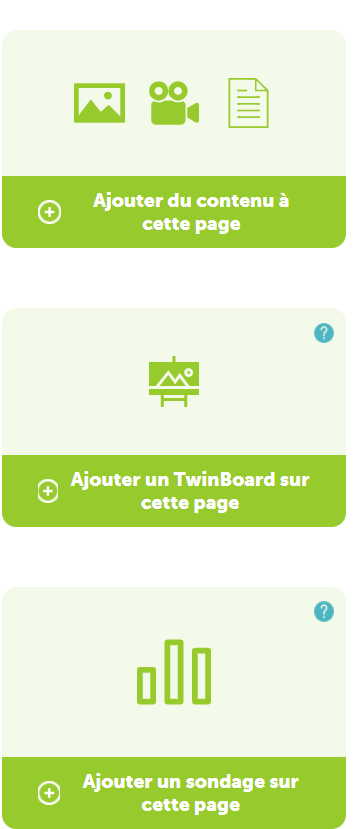 Ajouter du contenu à
cette page
?
Ajouter un TwinBoard sur
cette page
?
Ajouter un sondage sur
cette page